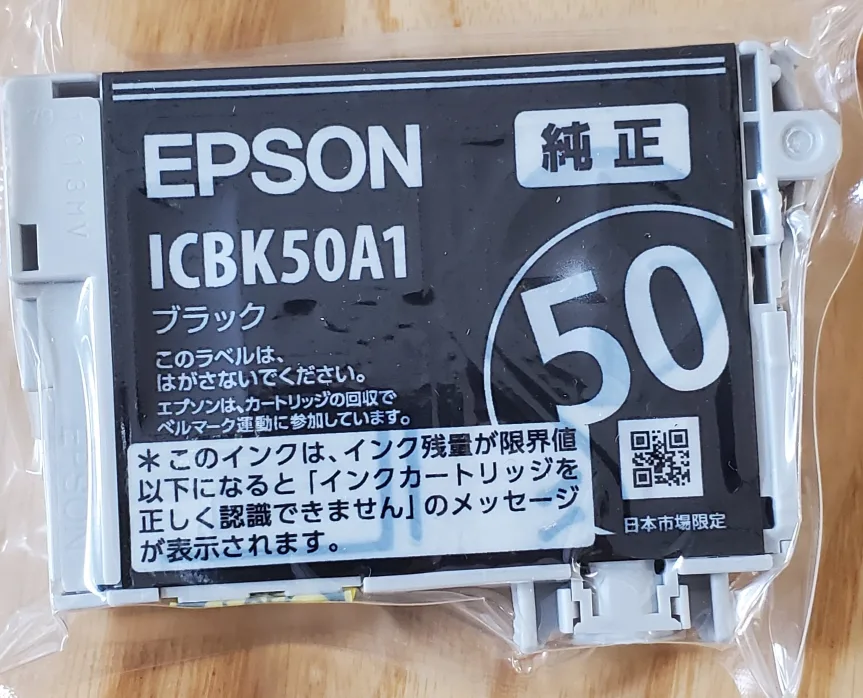 EPSON
純正
ICBK50A1
ブラック
50
このラベルは、
はがさないでください。
エプソンは、カートリッジの回収で
ベルマーク運動に参加しています。
＊このインクは、インク残量が限界値
以下になると「インクカートリッジを
正しく認識できません」のメッセージ
が表示されます。
日本市場限定
EPSON